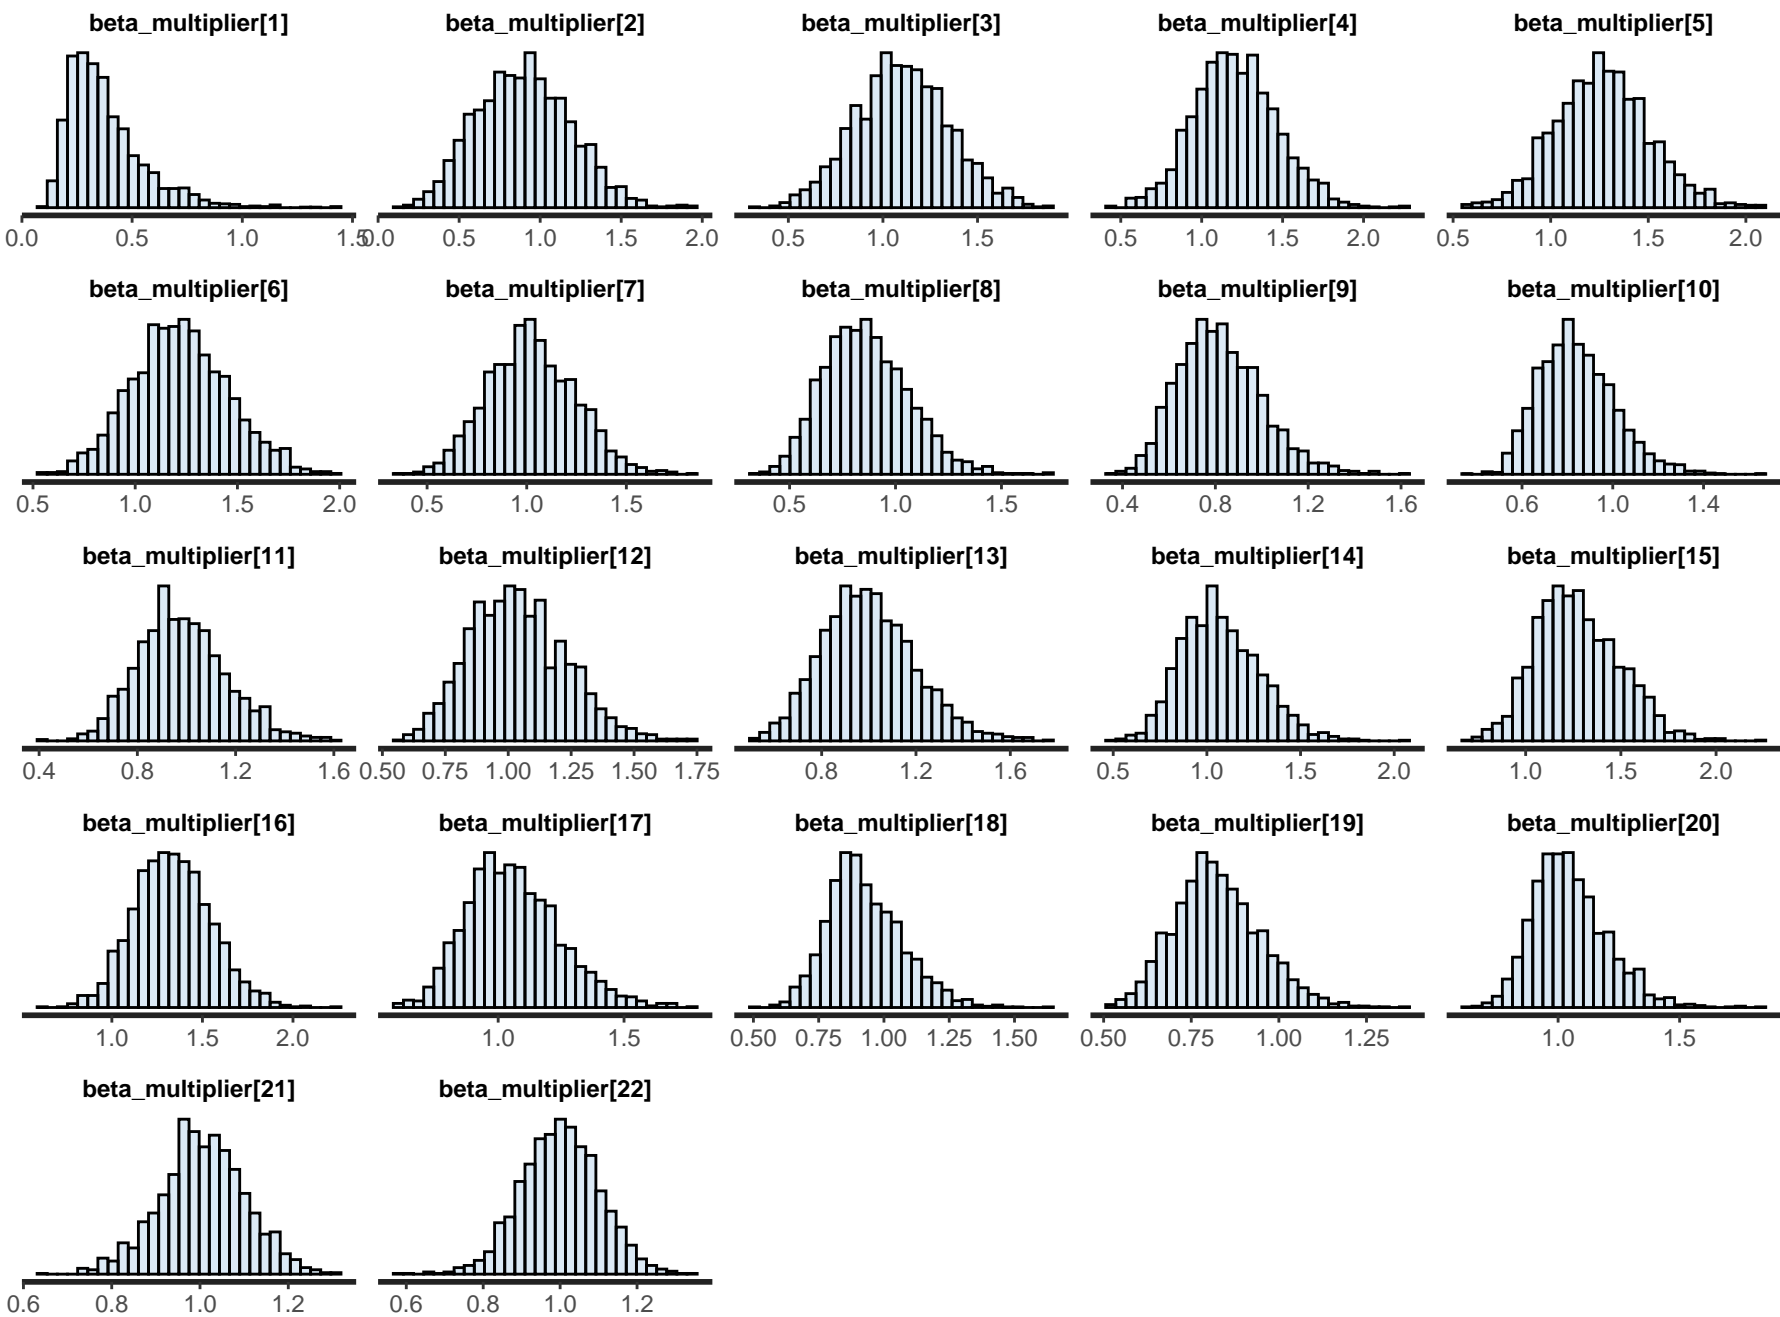 beta_multiplier[1] beta_multiplier[2] beta_multiplier[3] beta_multiplier[4] beta_multiplier[5]
0.0 0.5 1.0 1.5 0.0 0.5 1.0 1.5 2.0 0.5 1.0 1.5 0.5 1.0 1.5 2.0 0.5 1.0 1.5 2.0
beta_multiplier[6] beta_multiplier[7] beta_multiplier[8] beta_multiplier[9] beta_multiplier[10]
0.5 1.0 1.5 2.0 0.5 1.0 1.5 0.5 1.0 1.5 0.4 0.8 1.2 1.6 0.6 1.0 1.4
beta_multiplier[11] beta_multiplier[12] beta_multiplier[13] beta_multiplier[14] beta_multiplier[15]
0.4 0.8 1.2 1.6 0.50 0.75 1.00 1.25 1.50 1.75 0.8 1.2 1.6 0.5 1.0 1.5 2.0 1.0 1.5 2.0
beta_multiplier[16] beta_multiplier[17] beta_multiplier[18] beta_multiplier[19] beta_multiplier[20]
1.0 1.5 2.0 1.0 1.5 0.50 0.75 1.00 1.25 1.50 0.50 0.75 1.00 1.25 1.0 1.5
beta_multiplier[21] beta_multiplier[22]
0.6 0.8 1.0 1.2 0.6 0.8 1.0 1.2